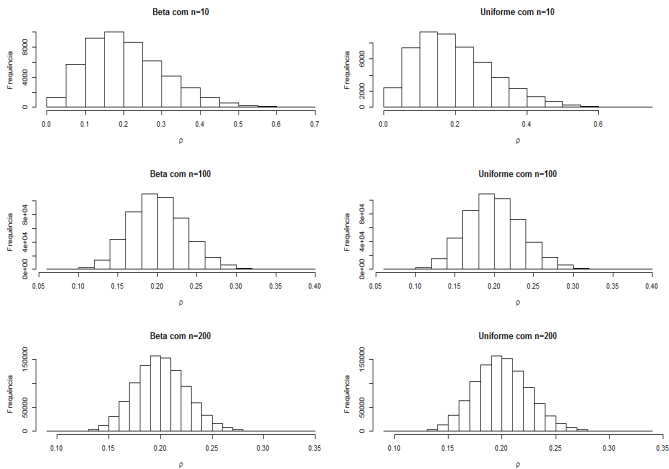 Beta com n=10
Frequência
0 4000 8000
0.0 0.1 0.2 0.3 0.4 0.5 0.6 0.7
ρ
Uniforme com n=10
Frequência
0 2000 6000
0.0 0.2 0.4 0.6
ρ
Beta com n=100
Frequência
0e+00 4e+04 8e+04
0.05 0.10 0.15 0.20 0.25 0.30 0.35 0.40
ρ
Uniforme com n=100
Frequência
0e+00 4e+04 8e+04
0.05 0.10 0.15 0.20 0.25 0.30 0.35 0.40
ρ
Beta com n=200
Frequência
0 50000 150000
0.10 0.15 0.20 0.25 0.30 0.35
ρ
Uniforme com n=200
Frequência
0 50000 150000
0.10 0.15 0.20 0.25 0.30 0.35
ρ